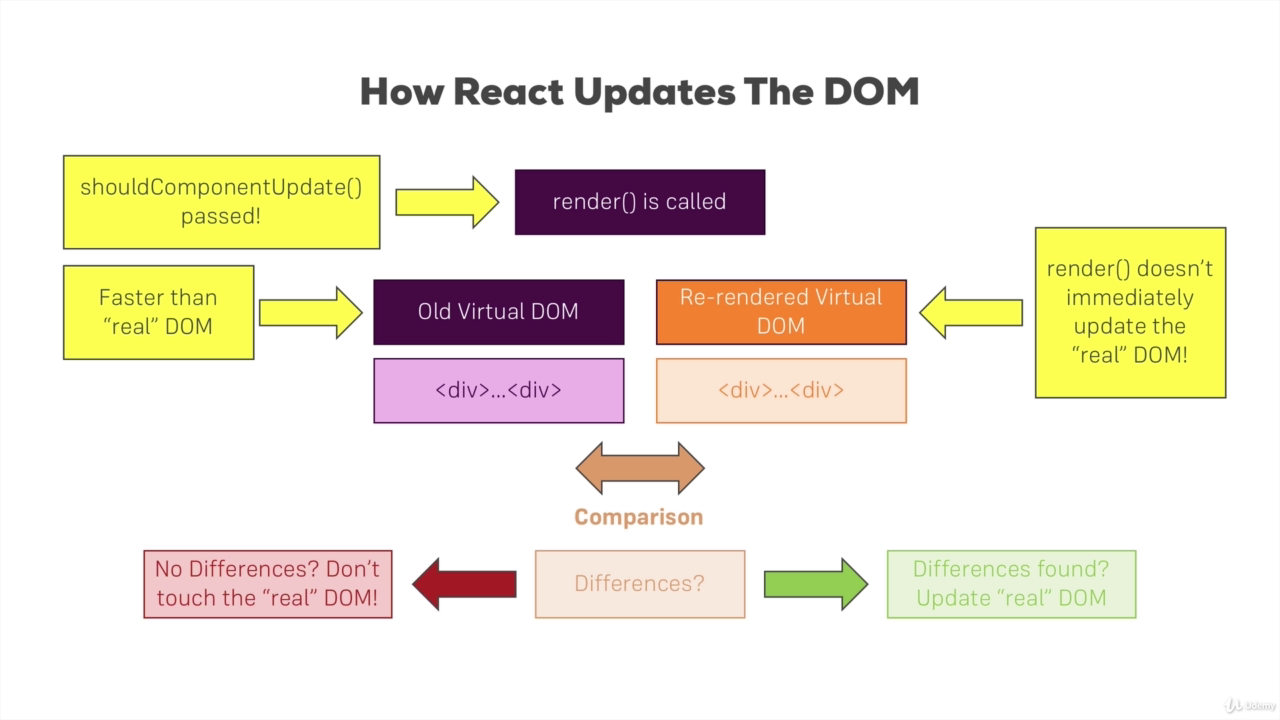 How React Updates The DOM
shouldComponentUpdate()
passed!
render() is called
Faster than
“real” DOM
Old Virtual DOM
Re-rendered Virtual
DOM
render() doesn’t
immediately
update the
“real” DOM!
<div>...<div>
<div>...<div>
Comparison
No Differences? Don’t
touch the “real” DOM!
Differences?
Differences found?
Update “real” DOM
Udemy